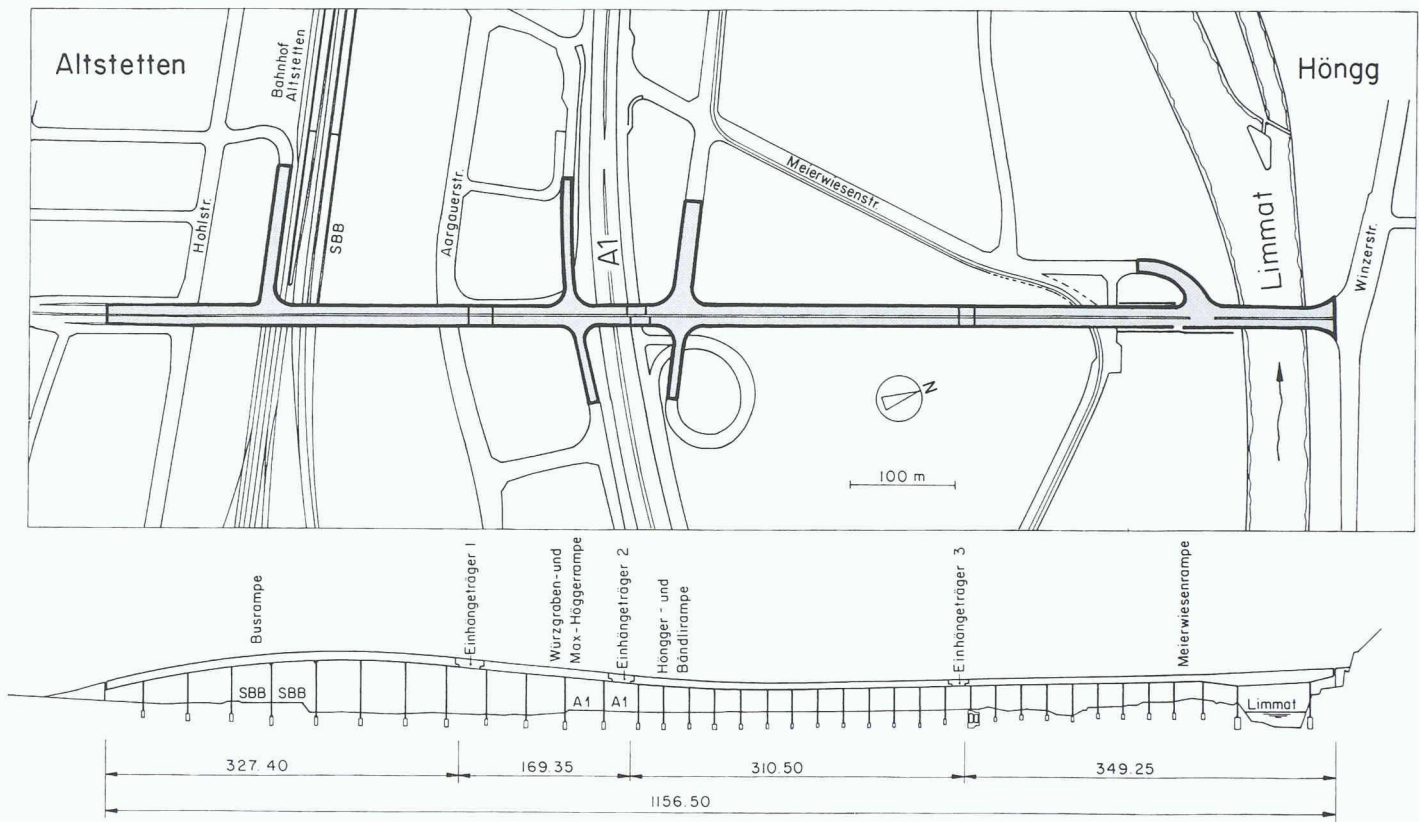 Altstetten
Höngg
Bahnhof
Altstetten
SBB
Hohlstr.
Aargauerstr.
A1
Meierwiesenstr.
Limmat
Winzerstr.
N
100 m
Busrampe
Einhängeträger 1
Würzgraben-und
Max-Höggerrampe
Einhängeträger 2
Höngger- und
Bändlirampe
Einhängeträger 3
Meierwiesenrampe
SBB SBB
A1 A1
Limmat
327.40 169.35 310.50 349.25
1156.50